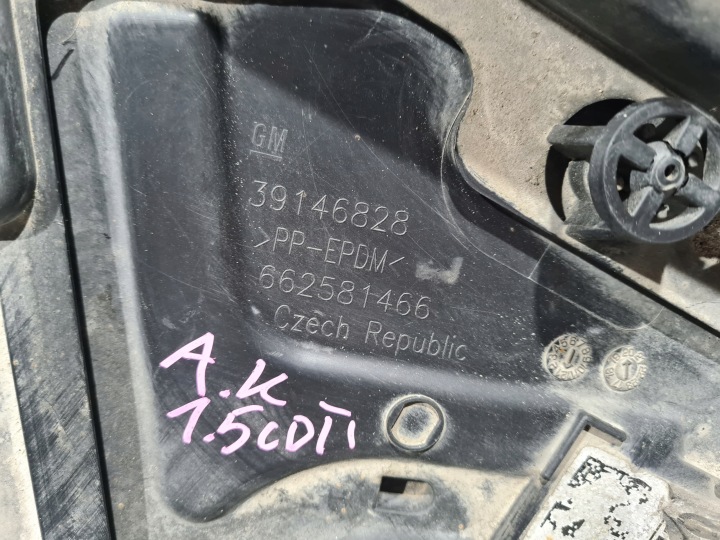 GM
39146828
>PP-EPDM<
662581466
Czech Republic
A.K
1.5CDTi